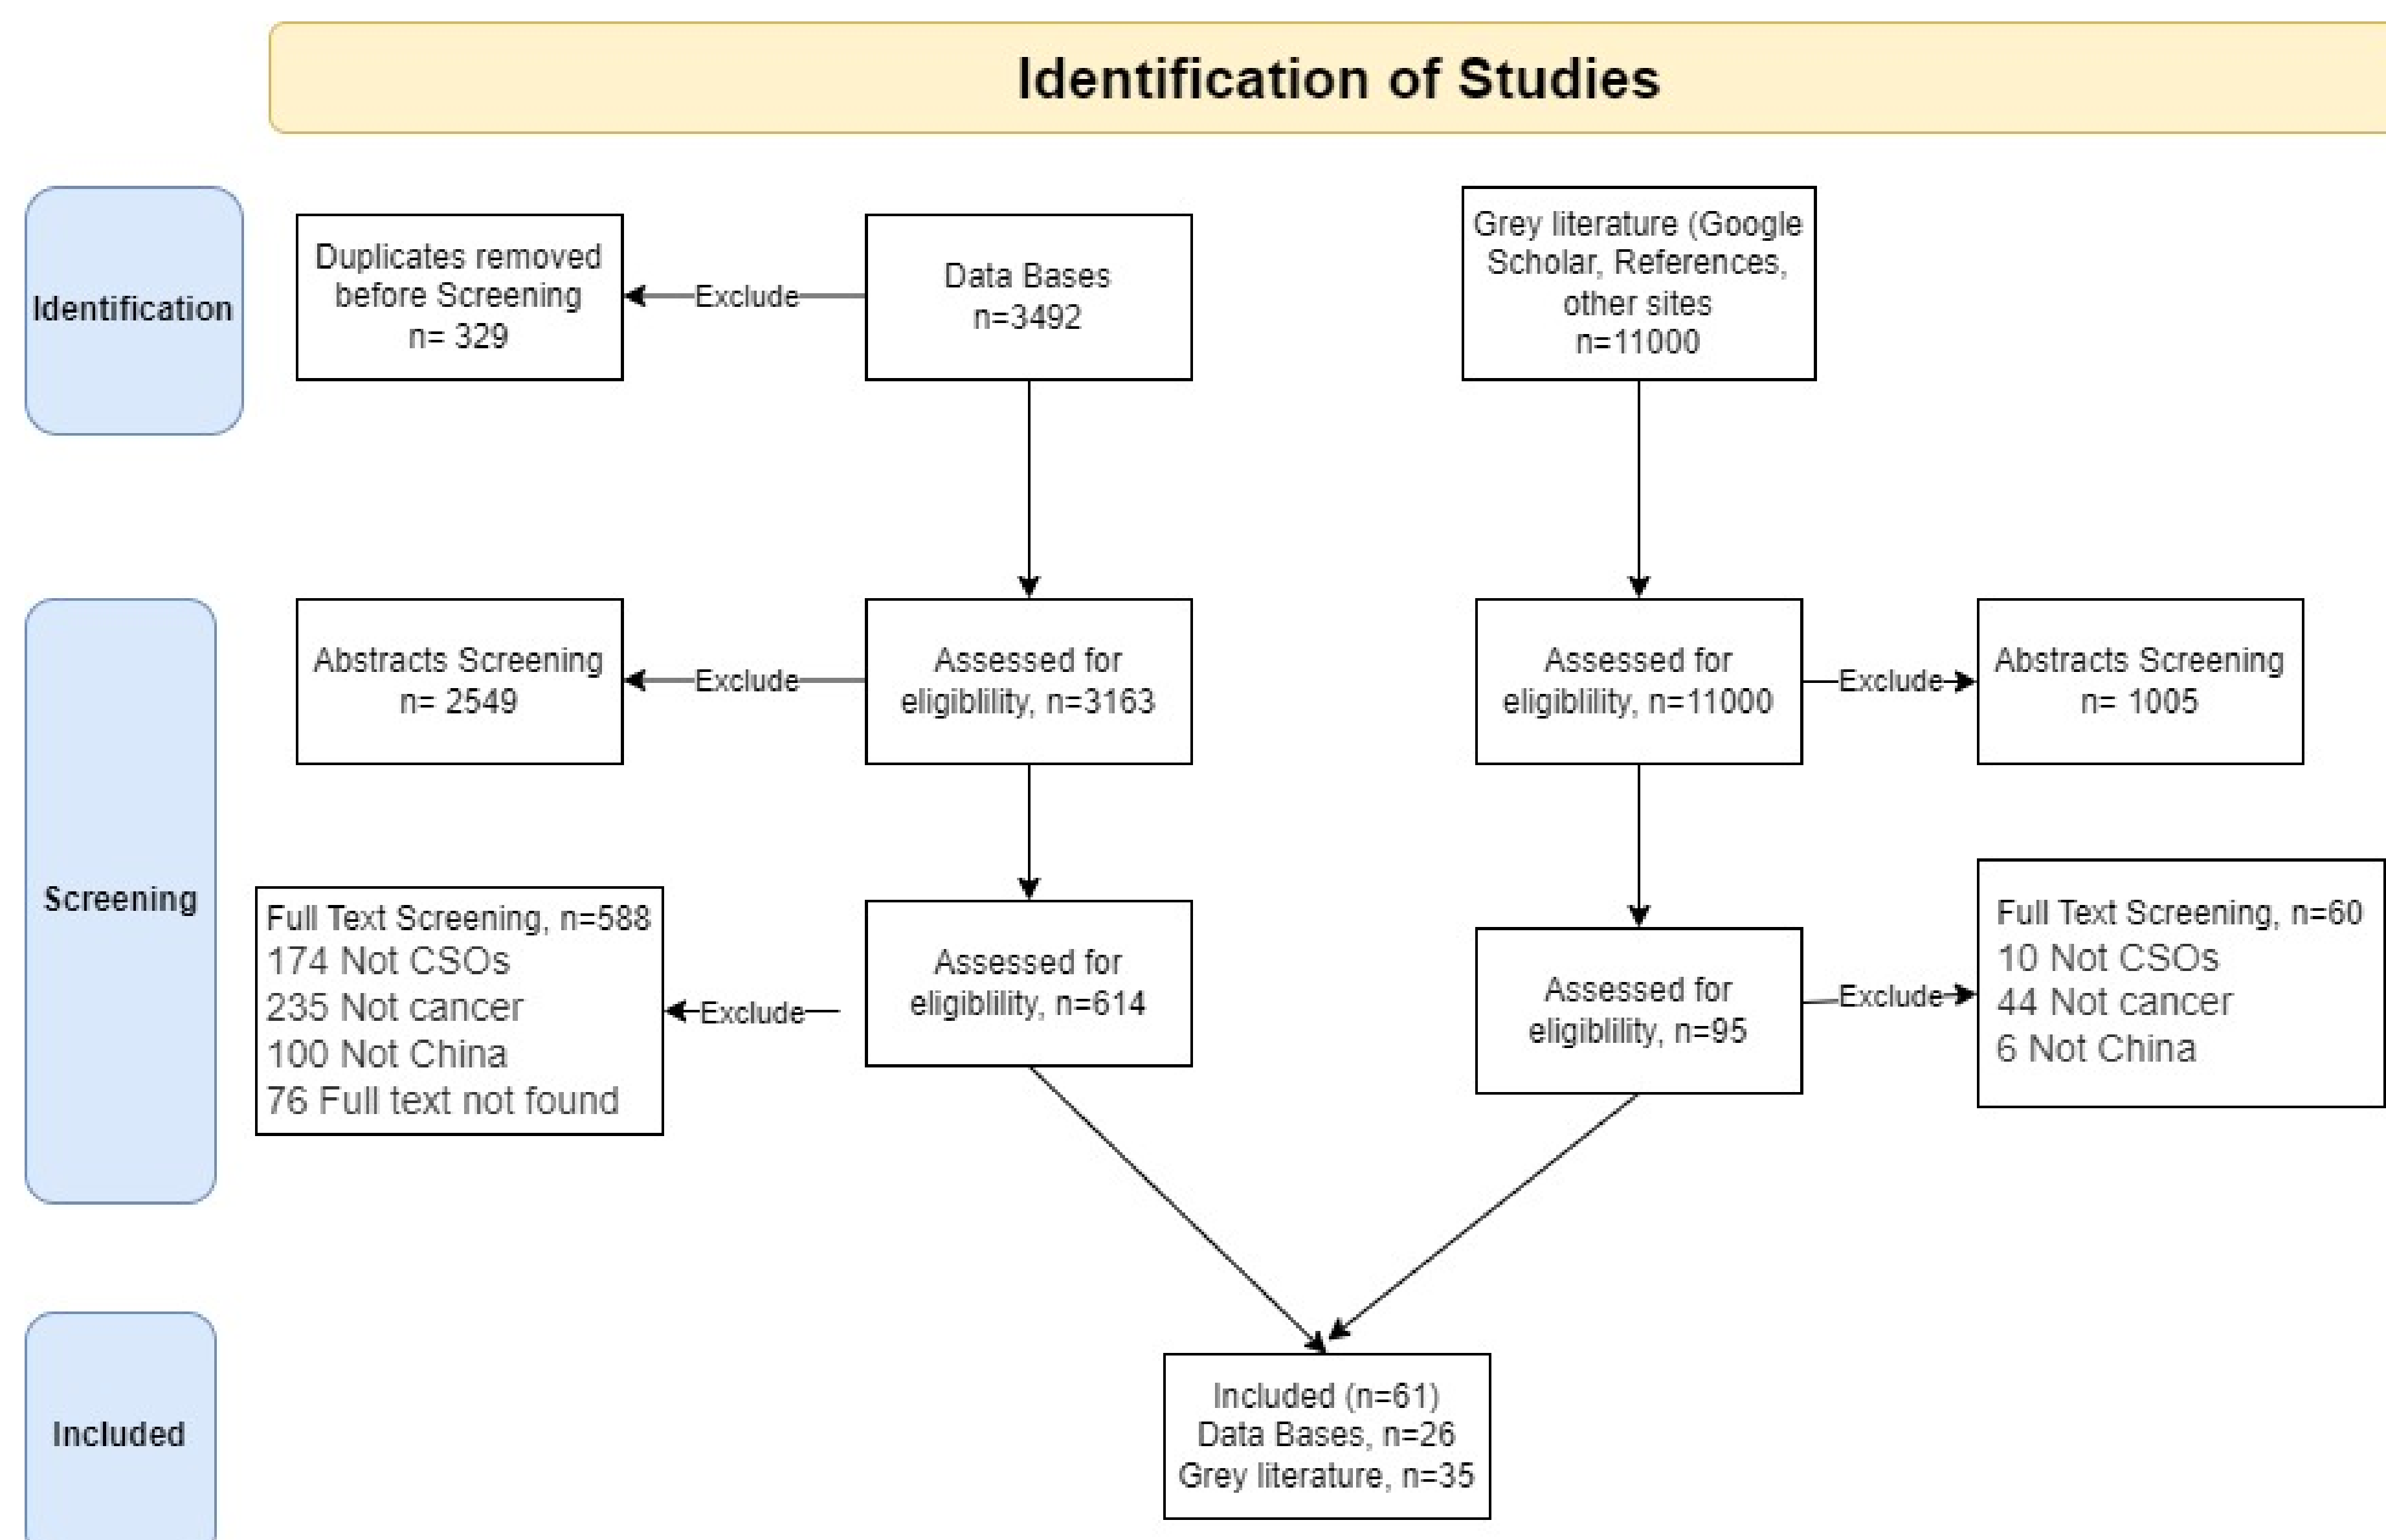 Identification of Studies
Identification
Duplicates removed
before Screening
n= 329
Exclude
Data Bases
n=3492
Grey literature (Google
Scholar, References,
other sites
n=11000
Screening
Abstracts Screening
n= 2549
Exclude
Assessed for
eligiblility, n=3163
Assessed for
eligiblility, n=11000
Exclude
Abstracts Screening
n= 1005
Full Text Screening, n=588
174 Not CSOs
235 Not cancer
100 Not China
76 Full text not found
Exclude
Assessed for
eligiblility, n=614
Assessed for
eligiblility, n=95
Exclude
Full Text Screening, n=60
10 Not CSOs
44 Not cancer
6 Not China
Included
Included (n=61)
Data Bases, n=26
Grey literature, n=35